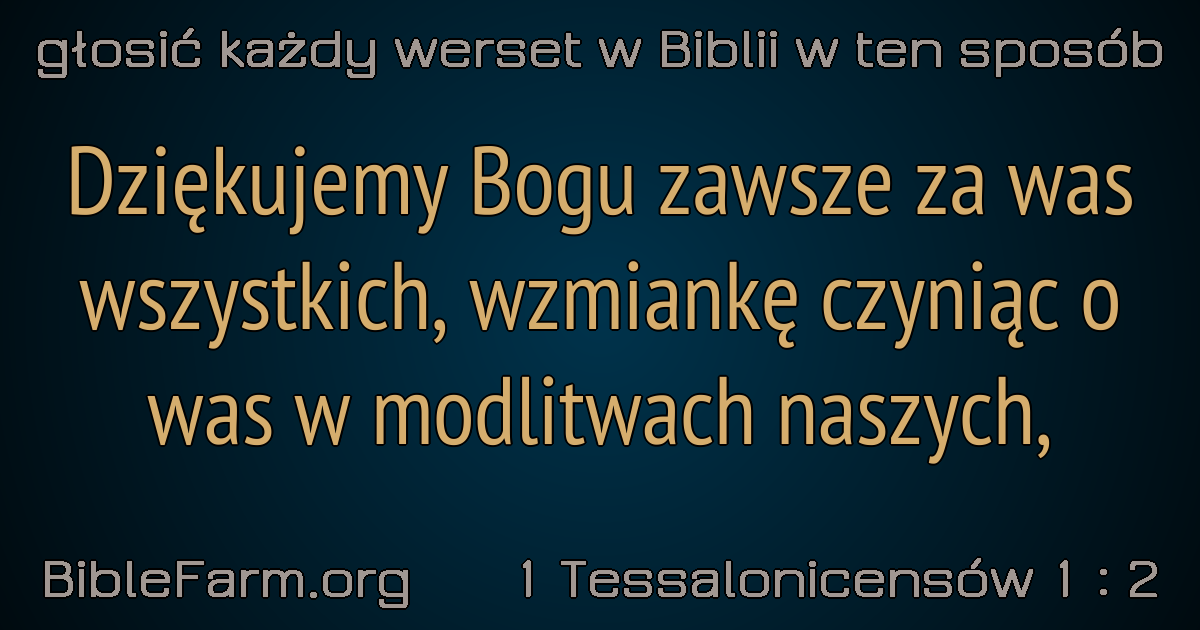 głosić każdy werset w Biblii w ten sposób
Dziękujemy Bogu zawsze za was
wszystkich, wzmiankę czyniąc o
was w modlitwach naszych,
BibleFarm.org 1 Tessalonicensów 1 : 2